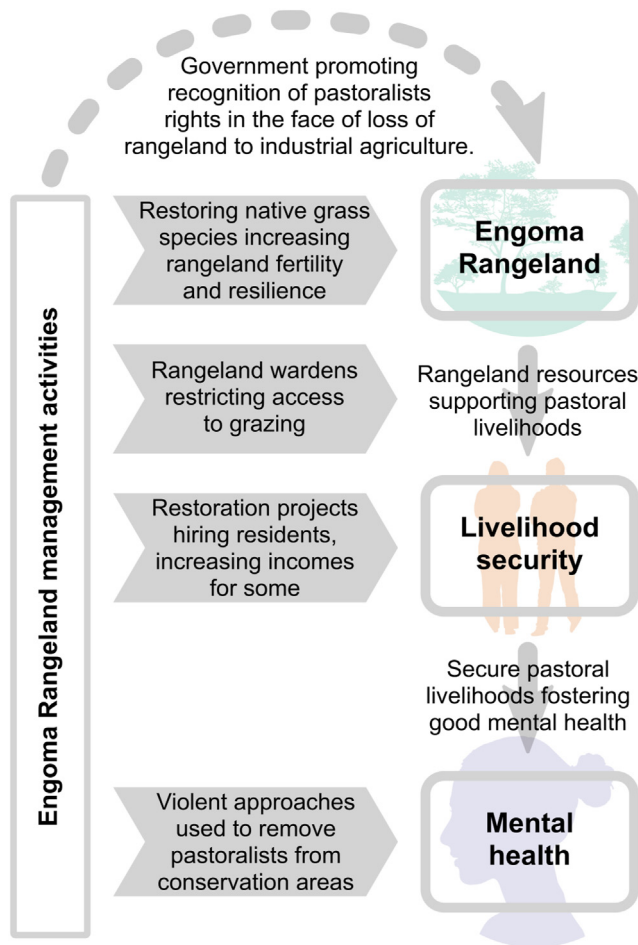 Government promoting
recognition of pastoralists
rights in the face of loss of
rangeland to industrial agriculture.
Engoma Rangeland management activities
Restoring native grass
species increasing
rangeland fertility
and resilience
Engoma
Rangeland
Rangeland wardens
restricting access
to grazing
Rangeland resources
supporting pastoral
livelihoods
Restoration projects
hiring residents,
increasing incomes
for some
Livelihood
security
Secure pastoral
livelihoods fostering
good mental health
Violent approaches
used to remove
pastoralists from
conservation areas
Mental
health